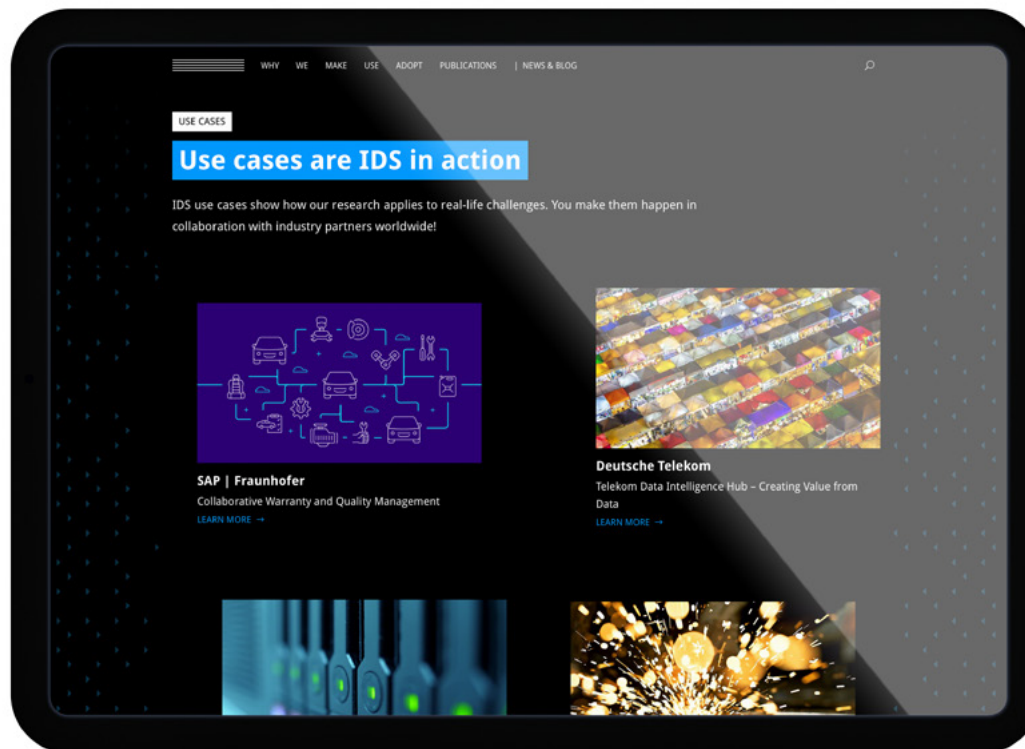 WHY WE MAKE USE ADOPT PUBLICATIONS | NEWS & BLOG
USE CASES
Use cases are IDS in action
IDS use cases show how our research applies to real-life challenges. You make them happen in
collaboration with industry partners worldwide!
SAP | Fraunhofer
Collaborative Warranty and Quality Management
LEARN MORE →
Deutsche Telekom
Telekom Data Intelligence Hub – Creating Value from
Data
LEARN MORE →